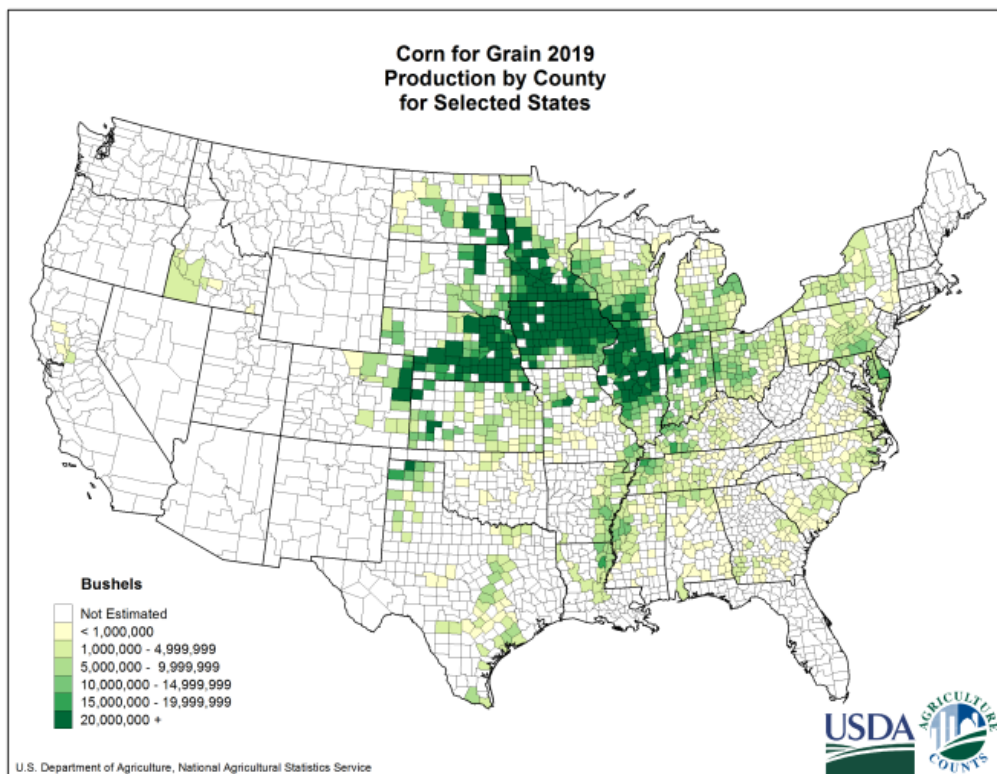 Corn for Grain 2019
Production by County
for Selected States
Bushels
Not Estimated
< 1,000,000
1,000,000 - 4,999,999
5,000,000 - 9,999,999
10,000,000 - 14,999,999
15,000,000 - 19,999,999
20,000,000 +
USDA
AGRICULTURE
COUNTS
U.S. Department of Agriculture, National Agricultural Statistics Service